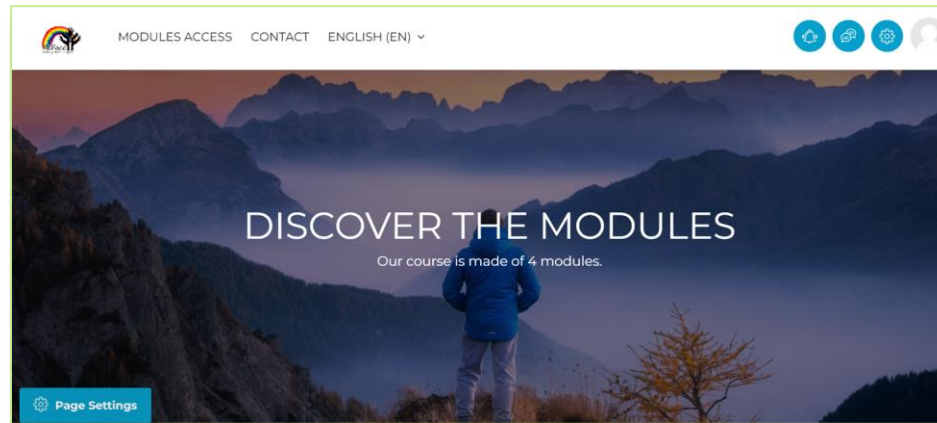 MODULES ACCESS CONTACT ENGLISH (EN)
DISCOVER THE MODULES
Our course is made of 4 modules.
Page Settings